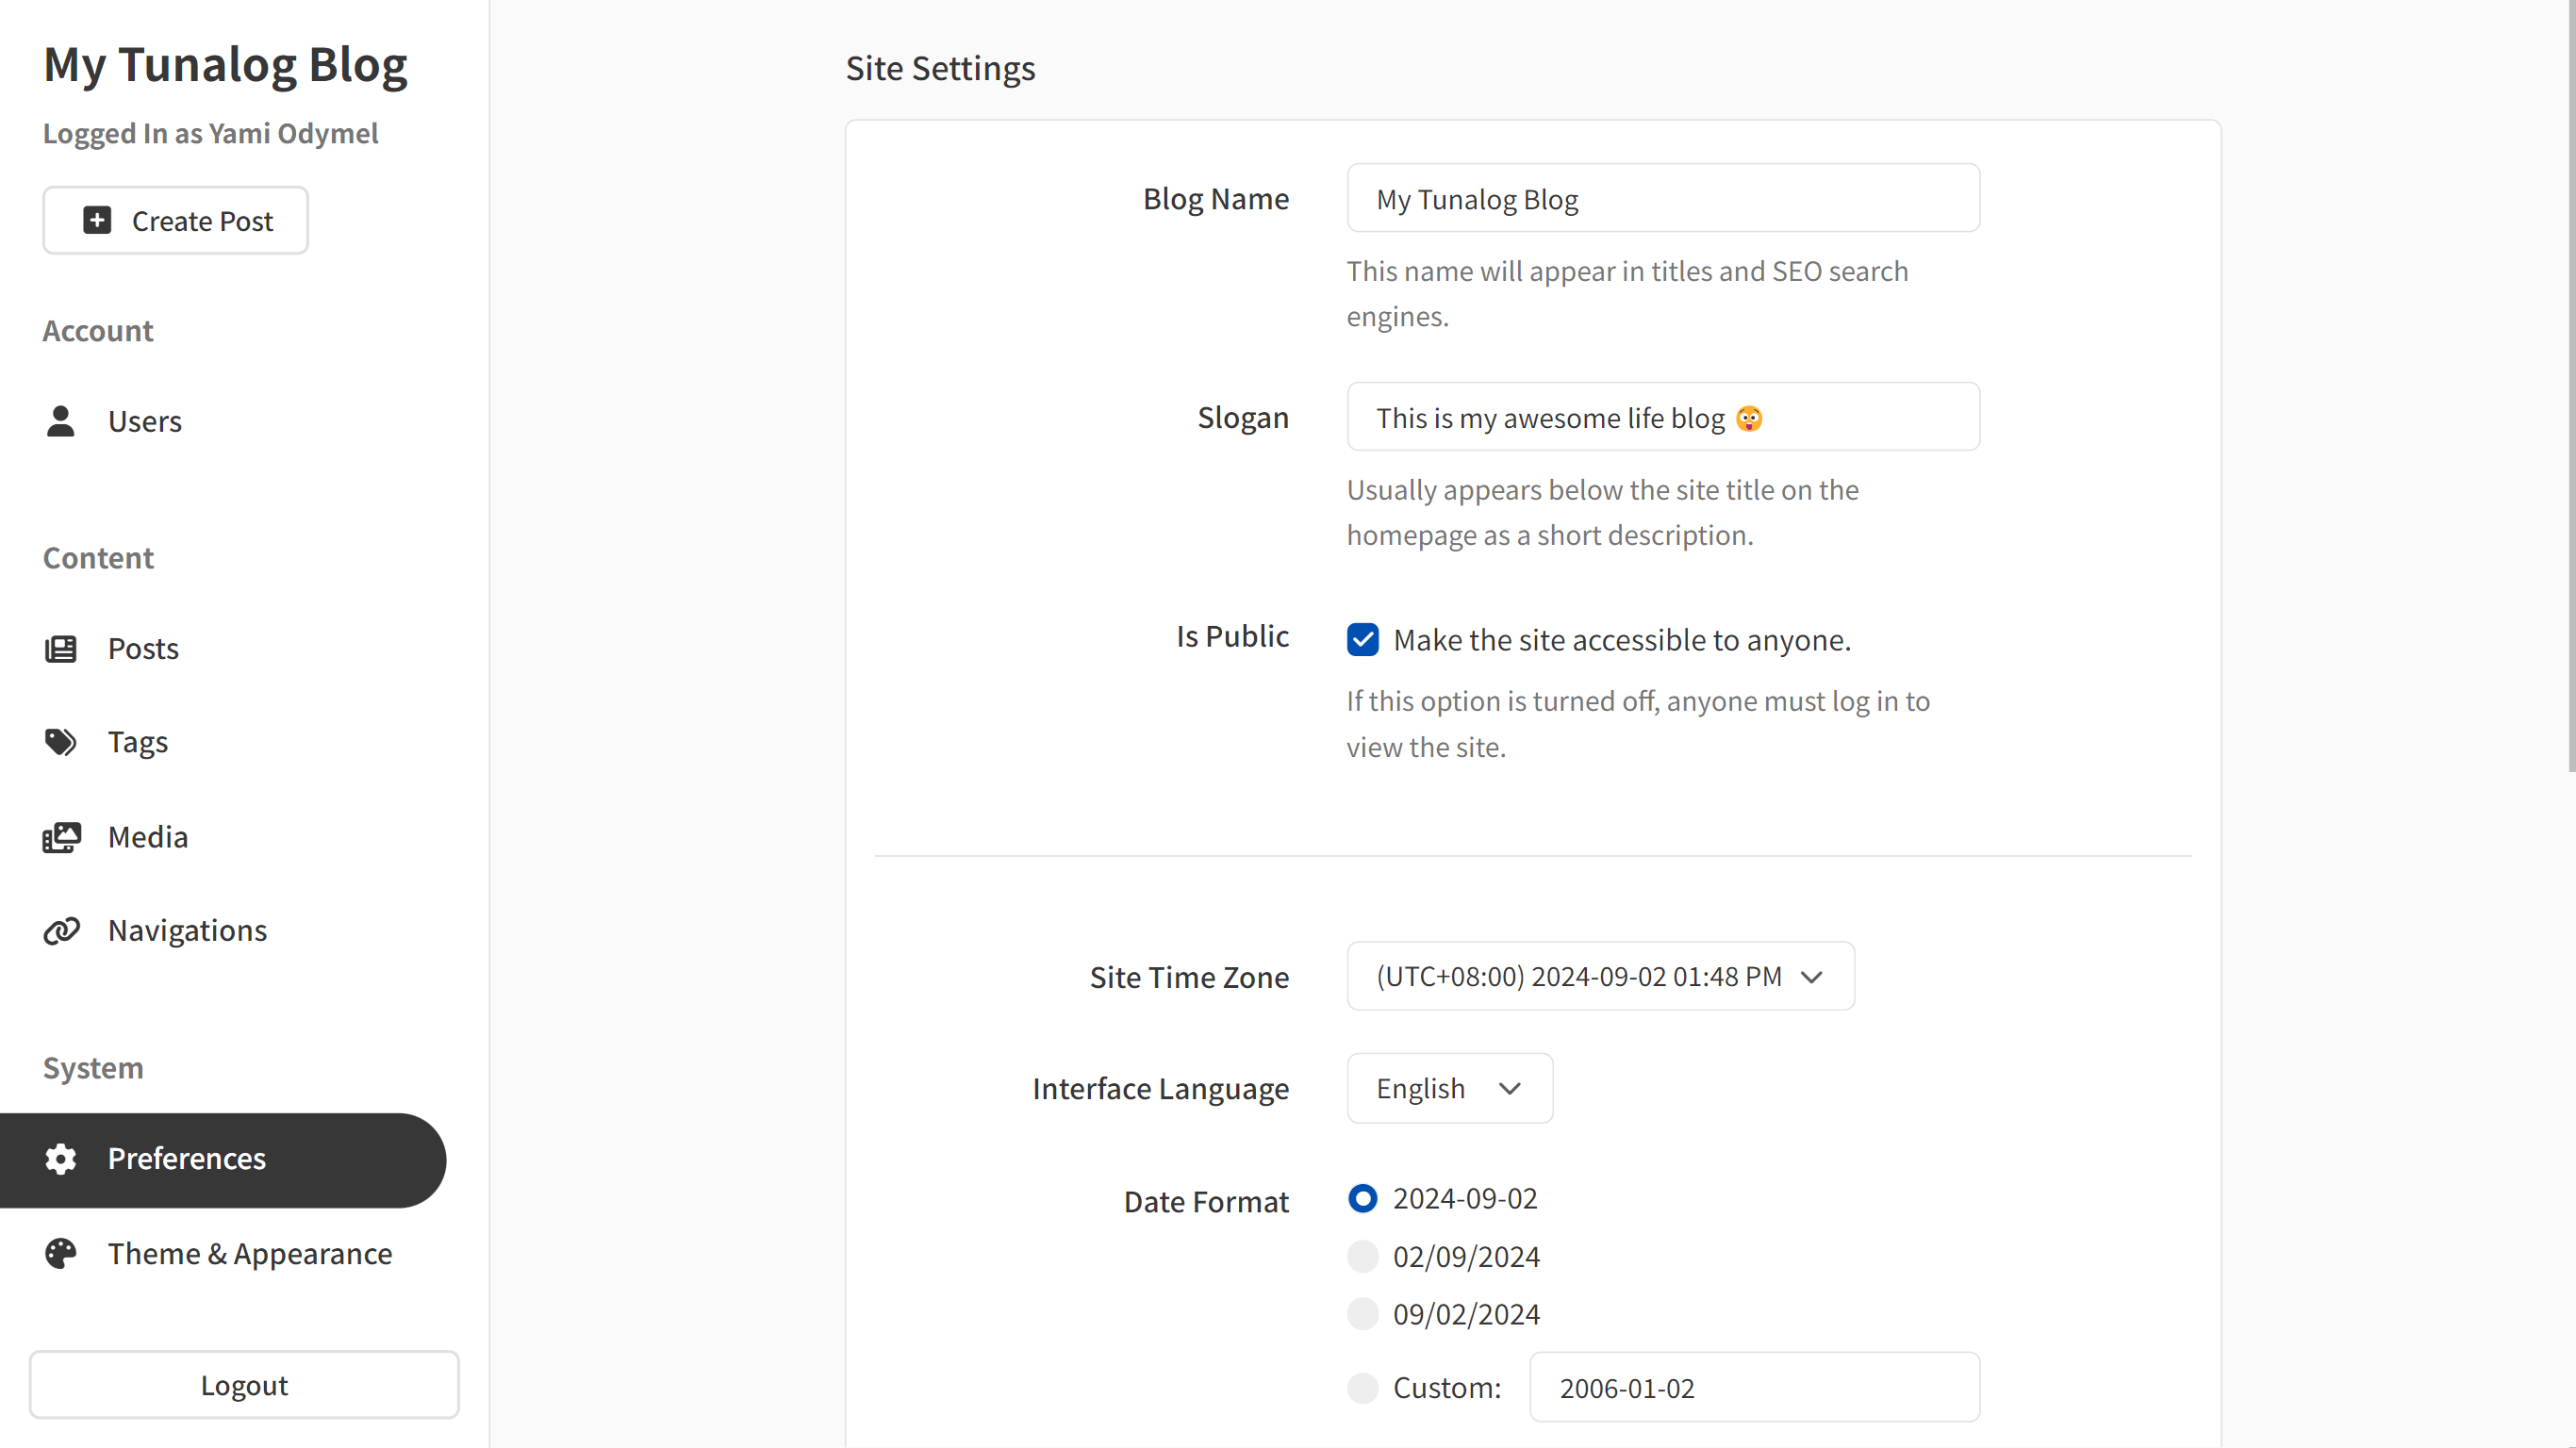 My Tunalog Blog
Logged In as Yami Odymel
Create Post
Account
Users
Content
Posts
Tags
Media
Navigations
System
Preferences
Theme & Appearance
Logout
Site Settings
Blog Name
My Tunalog Blog
This name will appear in titles and SEO search
engines.
Slogan
This is my awesome life blog 😲
Usually appears below the site title on the
homepage as a short description.
Is Public
Make the site accessible to anyone.
If this option is turned off, anyone must log in to
view the site.
Site Time Zone
(UTC+08:00) 2024-09-02 01:48 PM
Interface Language
English
Date Format
2024-09-02
02/09/2024
09/02/2024
Custom:
2006-01-02